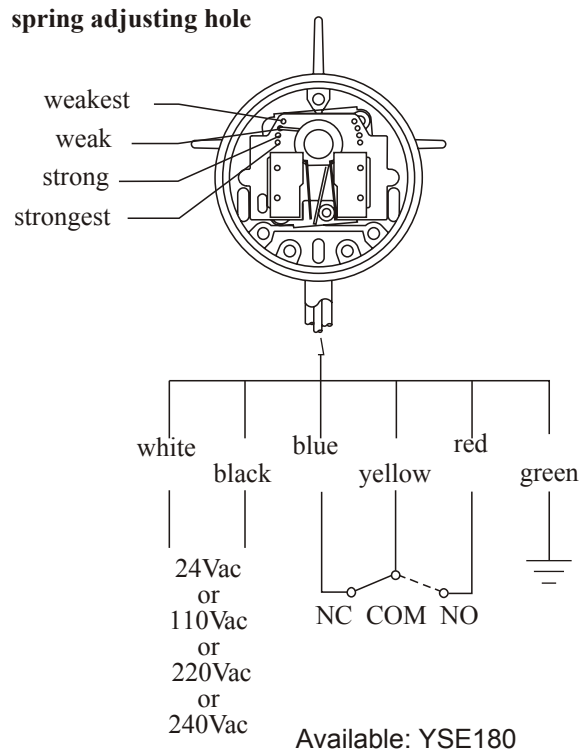 spring adjusting hole
weakest
weak
strong
strongest
white
black
blue
yellow
red
green
24Vac
or
110Vac
or
220Vac
or
240Vac
NC COM NO
Available: YSE180